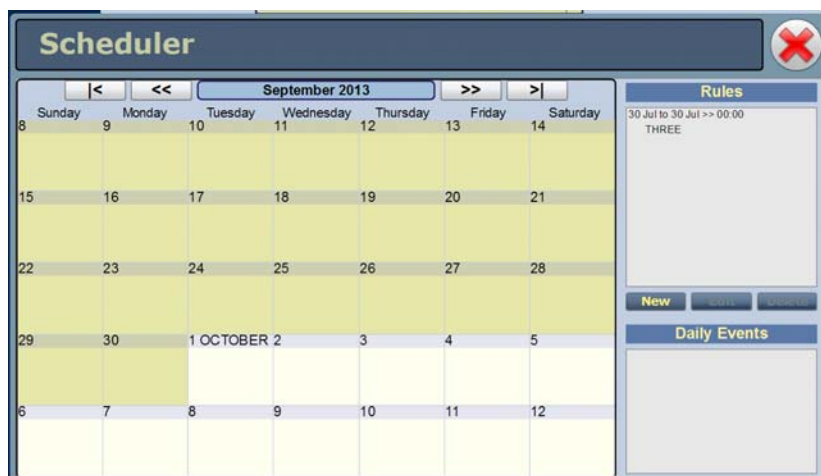 Scheduler
|< << September 2013 >> >|
Sunday Monday Tuesday Wednesday Thursday Friday Saturday
8 9 10 11 12 13 14
15 16 17 18 19 20 21
22 23 24 25 26 27 28
29 30 1 OCTOBER 2 3 4 5
6 7 8 9 10 11 12
Rules
30 Jul to 30 Jul >> 00:00
THREE
New Edit Delete
Daily Events